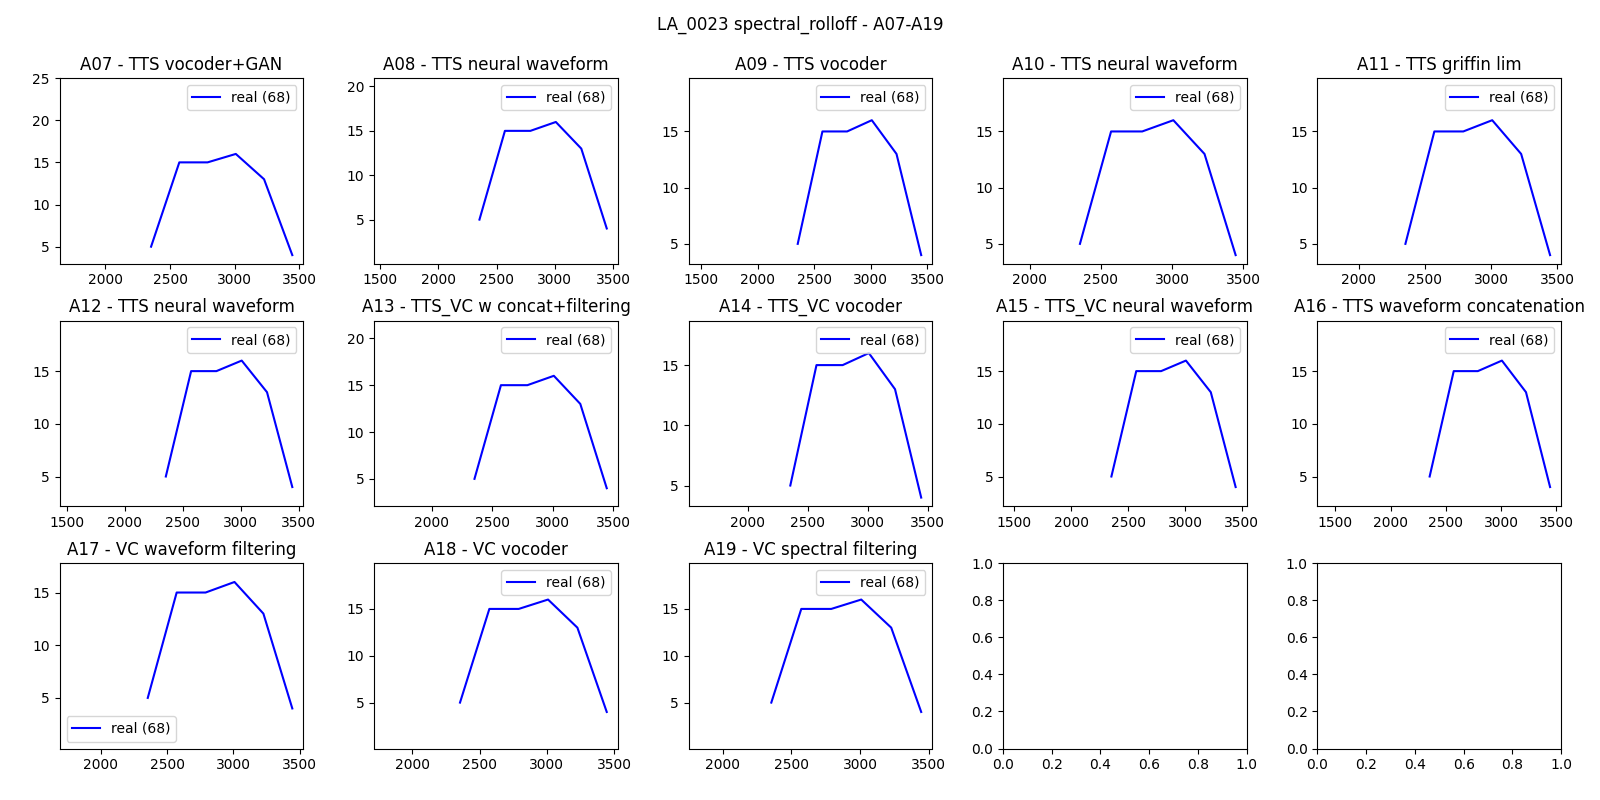 LA_0023 spectral_rolloff - A07-A19
A07 - TTS vocoder+GAN
real (68)
25
20
15
10
5
2000 2500 3000 3500
A08 - TTS neural waveform
real (68)
20
15
10
5
1500 2000 2500 3000 3500
A09 - TTS vocoder
real (68)
15
10
5
1500 2000 2500 3000 3500
A10 - TTS neural waveform
real (68)
15
10
5
2000 2500 3000 3500
A11 - TTS griffin lim
real (68)
15
10
5
2000 2500 3000 3500
A12 - TTS neural waveform
real (68)
15
10
5
1500 2000 2500 3000 3500
A13 - TTS_VC w concat+filtering
real (68)
20
15
10
5
2000 2500 3000 3500
A14 - TTS_VC vocoder
real (68)
15
10
5
2000 2500 3000 3500
A15 - TTS_VC neural waveform
real (68)
15
10
5
1500 2000 2500 3000 3500
A16 - TTS waveform concatenation
real (68)
15
10
5
1500 2000 2500 3000 3500
A17 - VC waveform filtering
15
10
5
real (68)
2000 2500 3000 3500
A18 - VC vocoder
real (68)
15
10
5
2000 2500 3000 3500
A19 - VC spectral filtering
real (68)
15
10
5
2000 2500 3000 3500
1.0
0.8
0.6
0.4
0.2
0.0
0.0 0.2 0.4 0.6 0.8 1.0
1.0
0.8
0.6
0.4
0.2
0.0
0.0 0.2 0.4 0.6 0.8 1.0